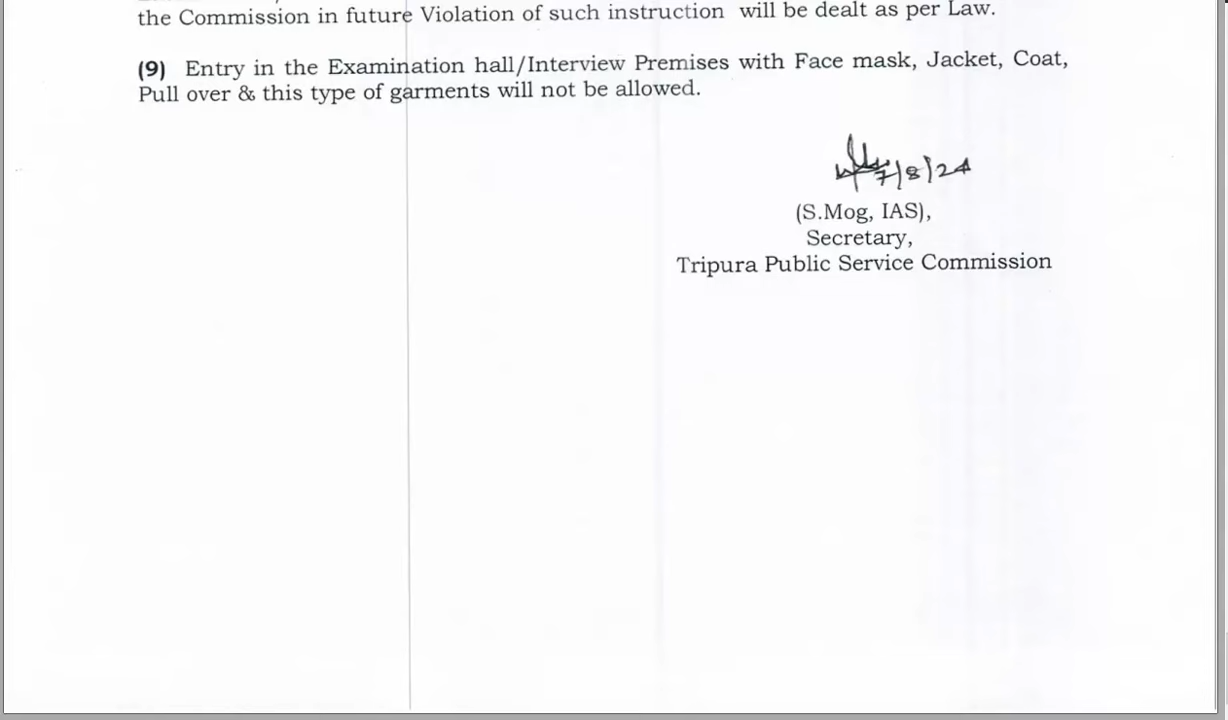 the Commission in future Violation of such instruction will be dealt as per Law.
(9) Entry in the Examination hall/Interview Premises with Face mask, Jacket, Coat,
Pull over & this type of garments will not be allowed.
7/8/24
(S.Mog, IAS),
Secretary,
Tripura Public Service Commission